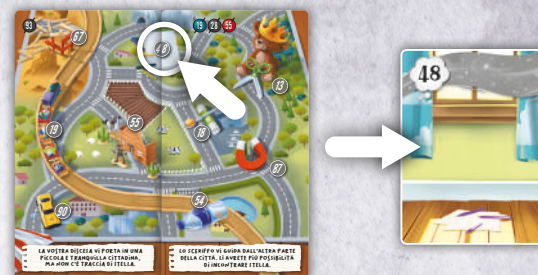 93
19 28 55
67
48
13
19
55
18
87
90
54
LA VOSTRA DISCESA VI PORTA IN UNA
PICCOLA E TRANQUILLA CITTADINA,
MA NON C'È TRACCIA DI STELLA.
LO SCERIFFO VI GUIDA DALL'ALTRA PARTE
DELLA CITTÀ. LÌ AVRETE PIÙ POSSIBILITÀ
DI INCONTRARE STELLA.
48